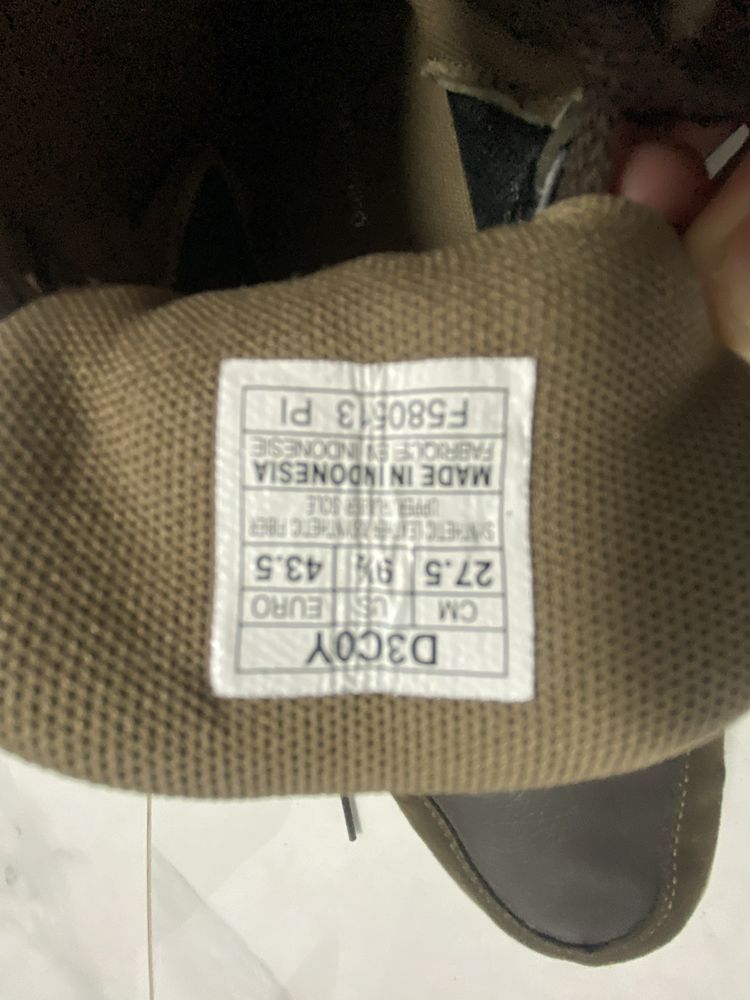 D3C0Y
CM US EURO
27.5 9½ 43.5
SYNTHETIC LEATHER / SYNTHETIC FIBER
UPPER, RUBBER SOLE
MADE IN INDONESIA
FABRIQUE EN INDONESIE
F580513 PI